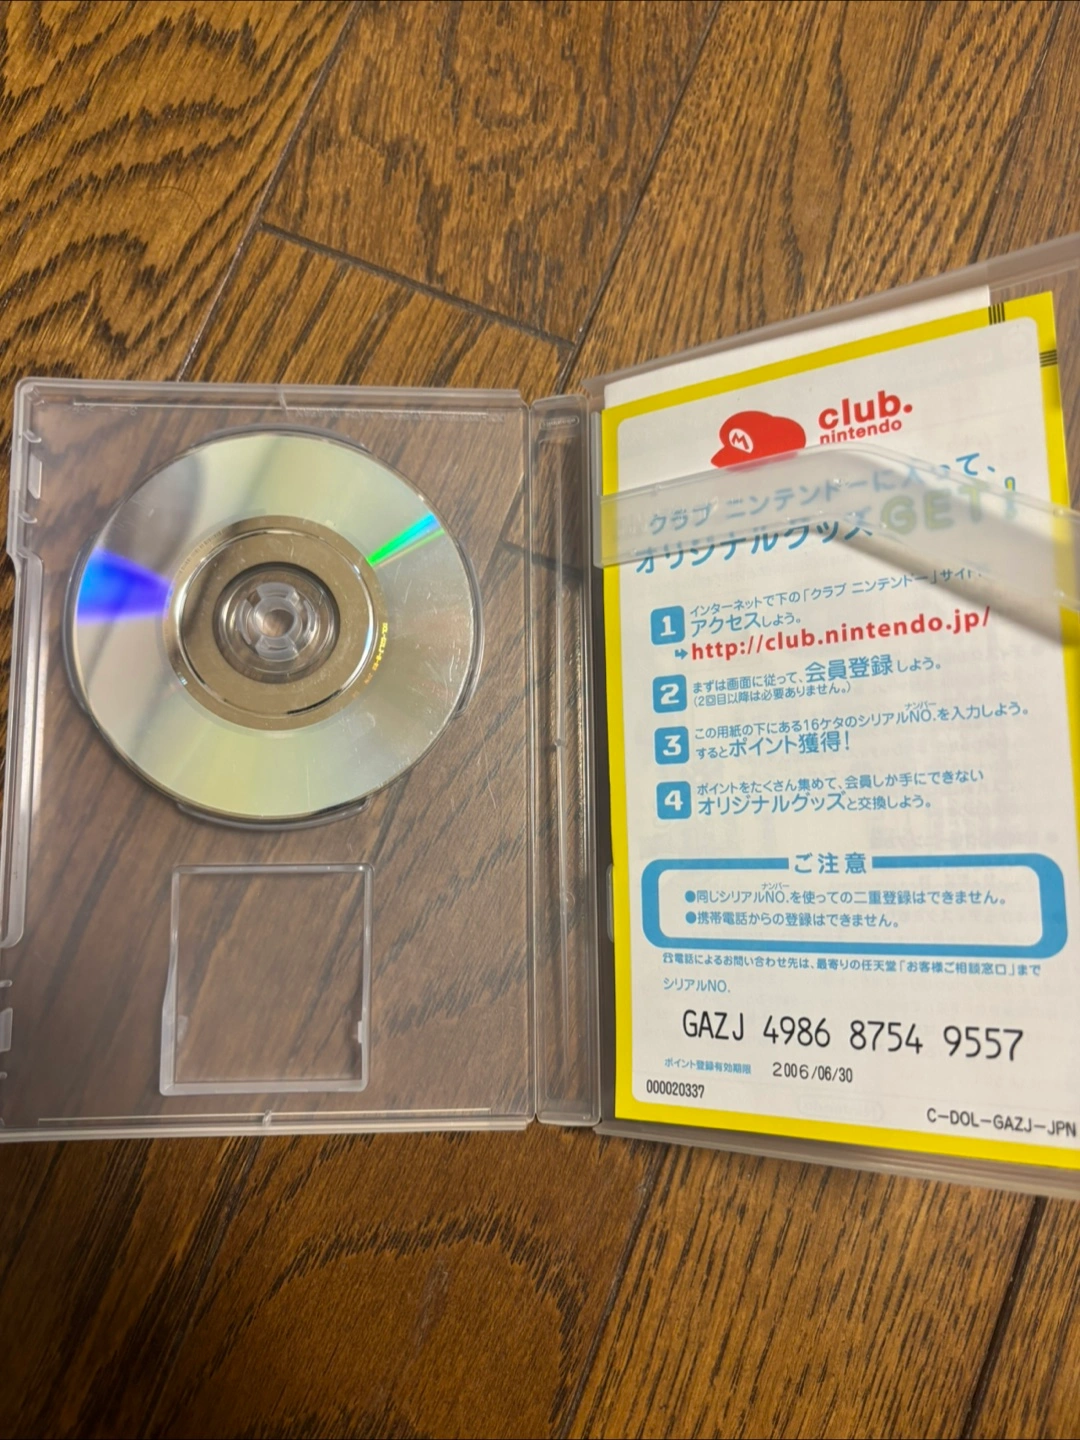 M
club.
nintendo
クラブ ニンテンドーに入って、
オリジナルグッズGET!
1 インターネットで下の「クラブ ニンテンドー」サイトに
アクセスしよう。
http://club.nintendo.jp/
2 まずは画面に従って、会員登録しよう。
(2回目以降は必要ありません。)
ナンバー
3 この用紙の下にある16ケタのシリアルNO.を入力しよう。
するとポイント獲得!
4 ポイントをたくさん集めて、会員しか手にできない
オリジナルグッズと交換しよう。
ご注意
ナンバー
●同じシリアルNO.を使っての二重登録はできません。
●携帯電話からの登録はできません。
☎電話によるお問い合わせ先は、最寄りの任天堂「お客様ご相談窓口」まで
シリアルNO.
GAZJ 4986 8754 9557
ポイント登録有効期限 2006/06/30
000020337
C-DOL-GAZJ-JPN